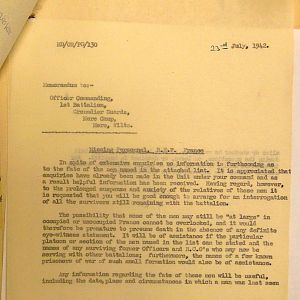 HQ/GB/PG/130
23rd July, 1942.
Memorandum to:-
Officer Commanding,
1st Battalion,
Grenadier Guards,
Mere Camp,
Mere, Wilts.
Missing Personnel. B.E.F. France
In spite of extensive enquiries no information is forthcoming as
to the fate of the men named in the attached list. It is appreciated that
enquiries have already been made in the Unit under your command and as
a result helpful information has been received. Having regard, however,
to the prolonged suspense and anxiety of the relatives of these men it
is requested that you will be good enough to arrange for an interrogation
of all the survivors still remaining with the battalion.
The possibility that some of the men may still be "at large" in
occupied or unoccupied France cannot be overlooked, and it would
therefore be premature to presume death in the absence of any definite
eye-witness statement. It will be of assistance if the particular
platoon or section of the men named in the list can be stated and the
names of any surviving former Officers and N.C.O's who may now be
serving with other battalions; Furthermore, the names of a few known
prisoners of war of such small formation would also be of assistance.
Any information regarding the fate of these men will be useful,
including the date, place and circumstances in which a man was last seen